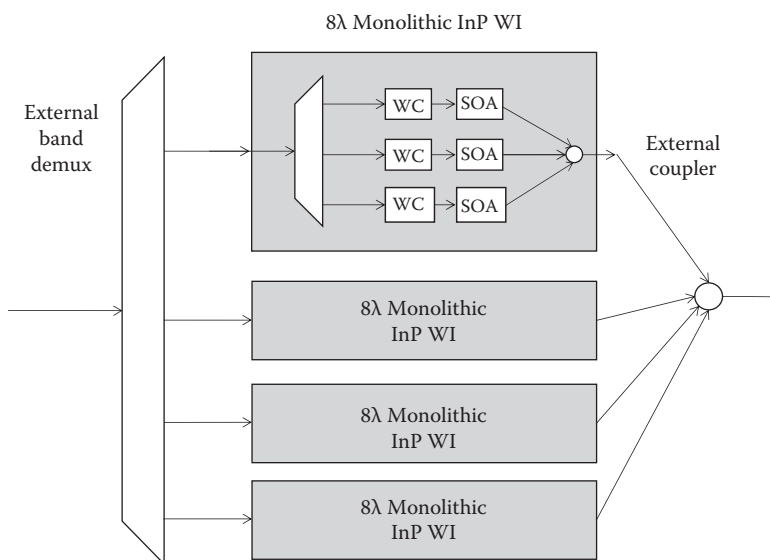 8λ Monolithic InP WI
External
band
demux
WC
SOA
WC
SOA
WC
SOA
External
coupler
8λ Monolithic
InP WI
8λ Monolithic
InP WI
8λ Monolithic
InP WI